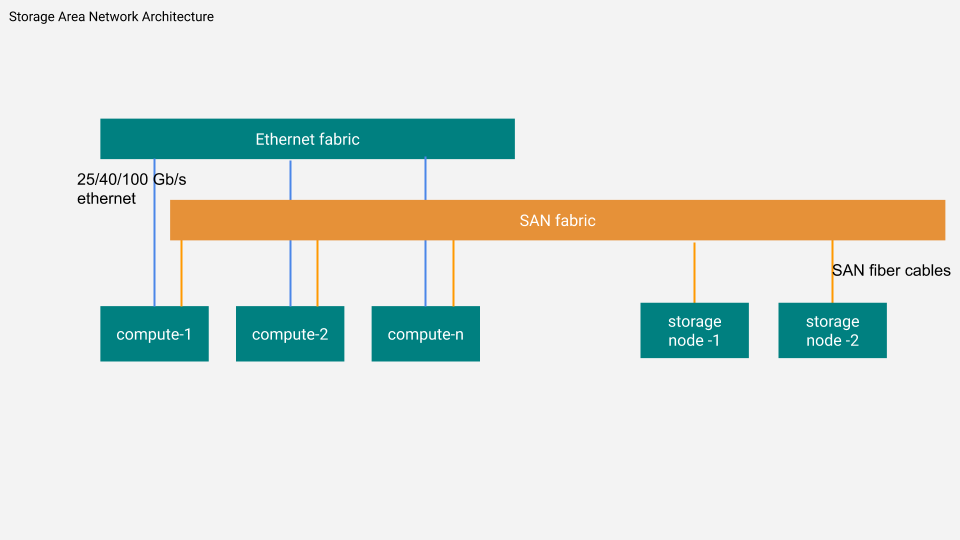 Storage Area Network Architecture
Ethernet fabric
25/40/100 Gb/s
ethernet
SAN fabric
SAN fiber cables
compute-1
compute-2
compute-n
storage
node -1
storage
node -2